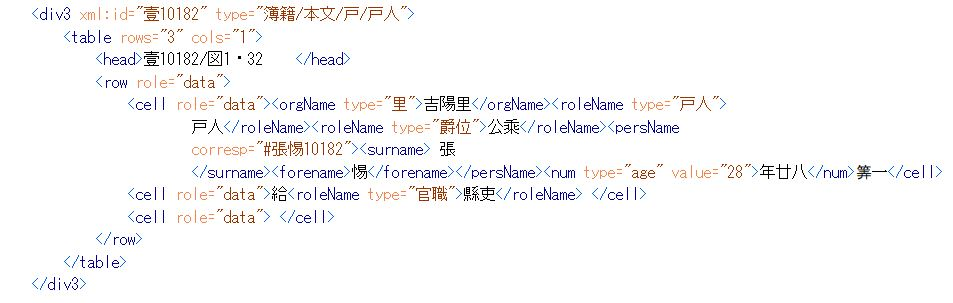 <div3 xml:id="壹10182" type="簿籍/本文/戸/戸人">
<table rows="3" cols="1">
<head>壹10182/図1・32    </head>
<row role="data">
<cell role="data"><orgName type="里">吉陽里</orgName><roleName type="戸人">
戸人</roleName><roleName type="爵位">公乘</roleName><persName
corresp="#張惕10182"><surname> 張
</surname><forename>惕</forename></persName><num type="age" value="28">年廿八</num>筭一</cell>
<cell role="data">給<roleName type="官職">縣吏</roleName> </cell>
<cell role="data"> </cell>
</row>
</table>
</div3>